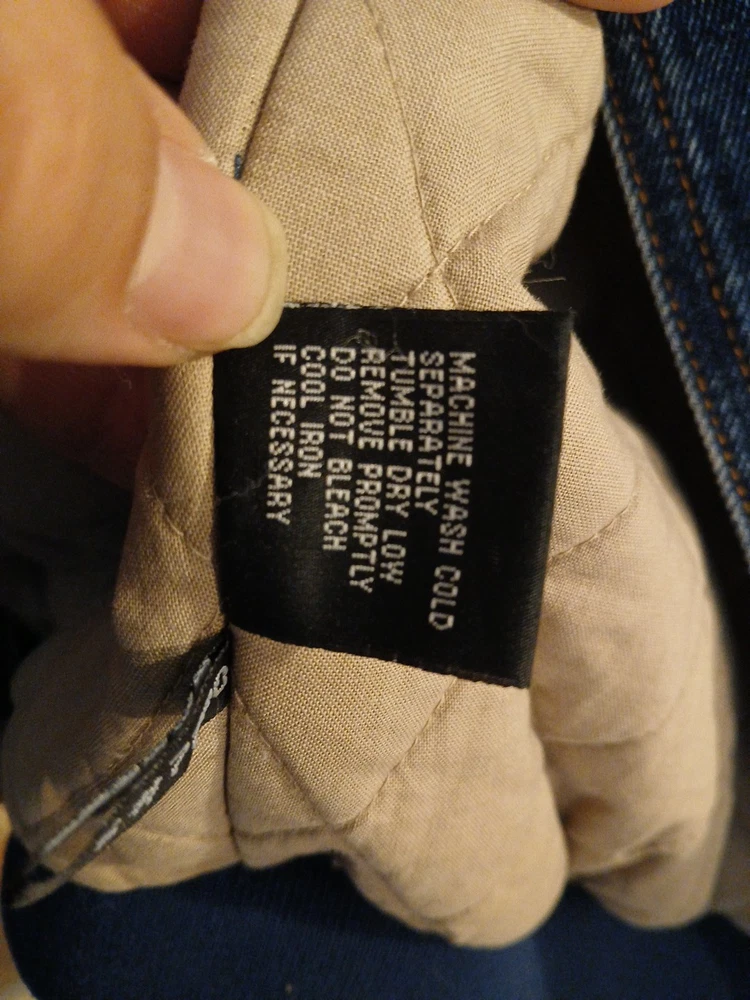 MACHINE WASH COLD
SEPARATELY
TUMBLE DRY LOW
REMOVE PROMPTLY
DO NOT BLEACH
COOL IRON
IF NECESSARY